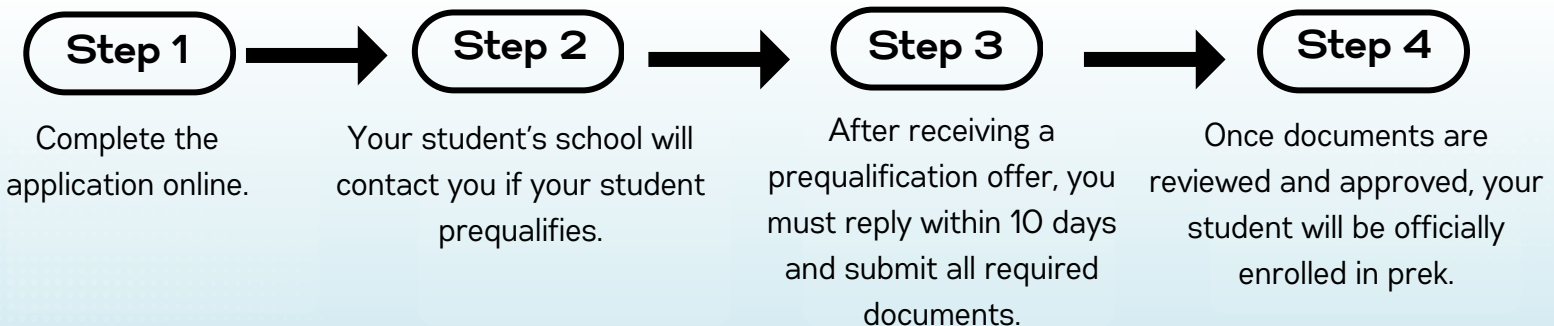 Step 1
Complete the
application online.
Step 2
Your student's school will
contact you if your student
prequalifies.
Step 3
After receiving a
prequalification offer, you
must reply within 10 days
and submit all required
documents.
Step 4
Once documents are
reviewed and approved, your
student will be officially
enrolled in prek.